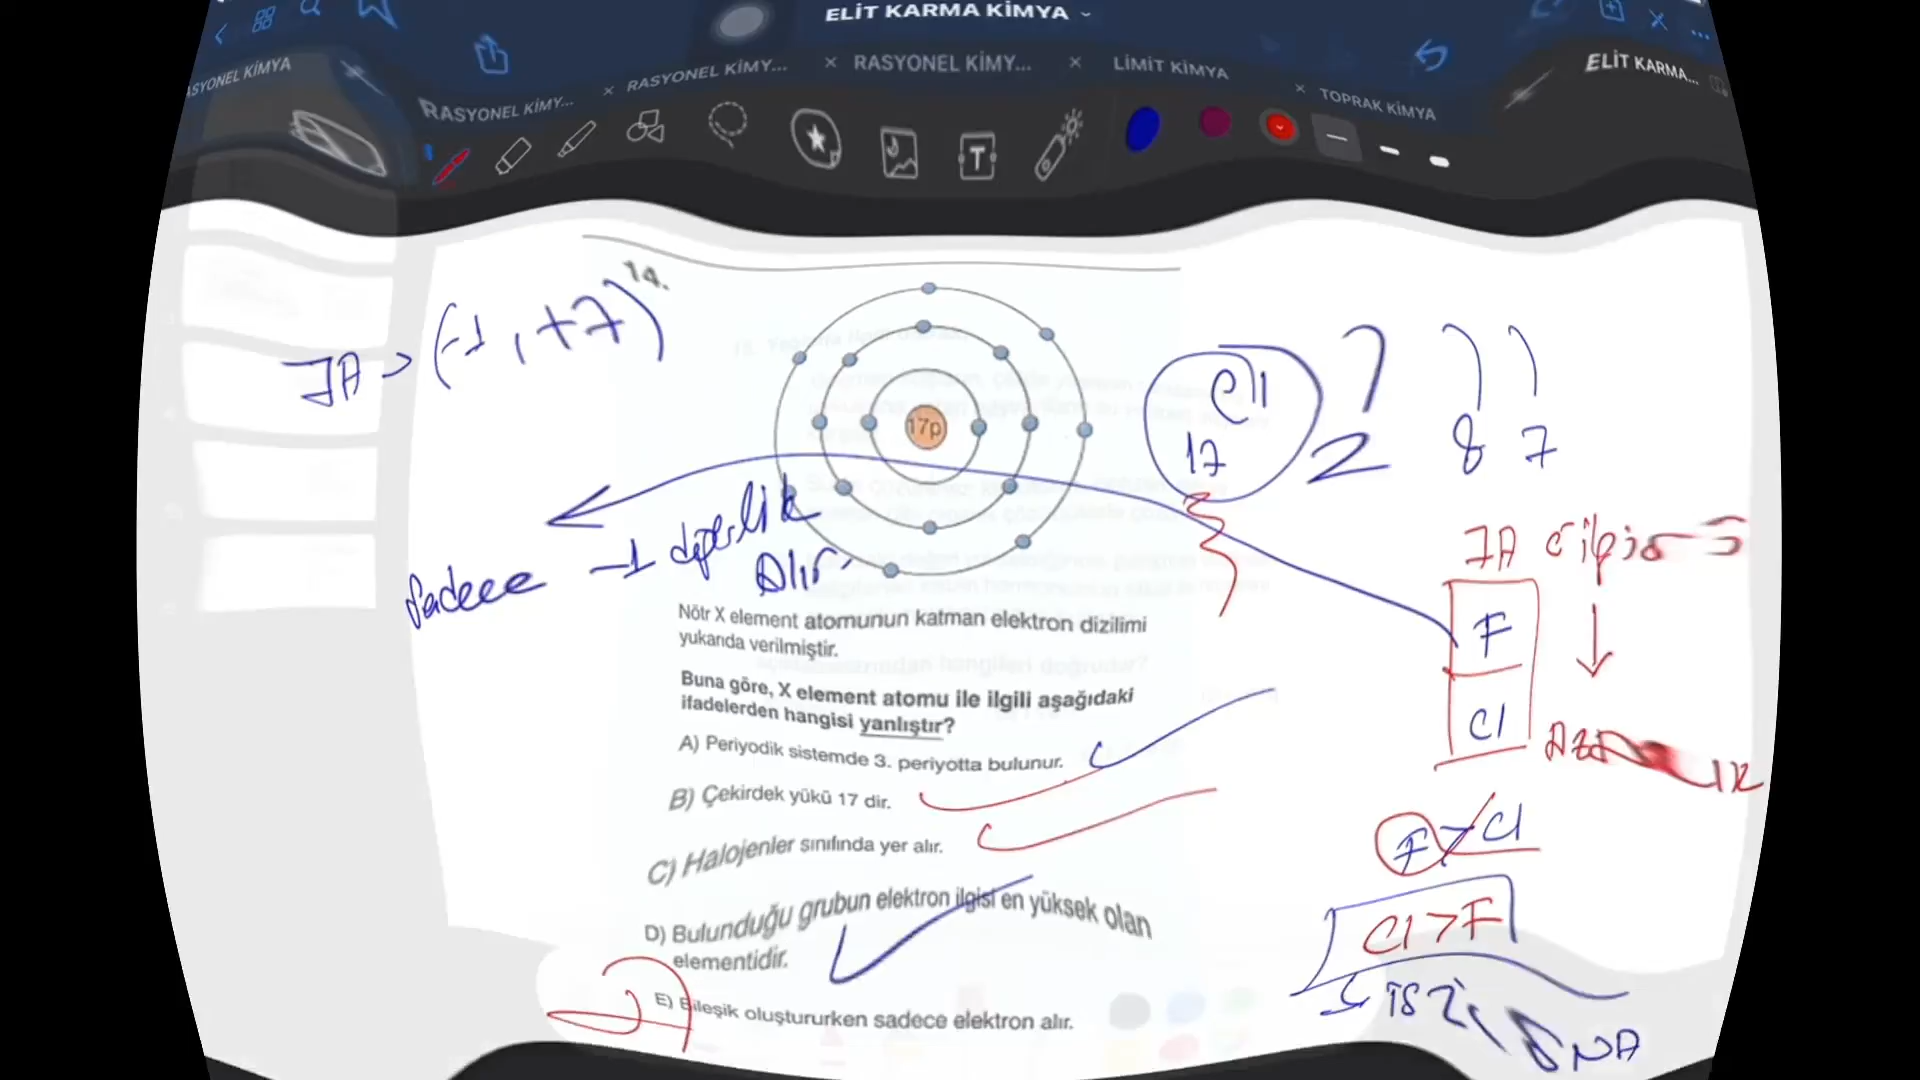 ELİT KARMA KİMYA
ASYONEL KİMYA
RASYONEL KİMY...
RASYONEL KİMY...
RASYONEL KİMY...
LİMİT KİMYA
TOPRAK KİMYA
ELİT KARMA...
14.
7A > (-1, +7)
17p
Cl
17
2 8 7
Sadece -1 değerlik
Alır.
7A e ilgisi
F
Cl
F > Cl
Cl > F
Nötr X element atomunun katman elektron dizilimi
yukarıda verilmiştir.
Buna göre, X element atomu ile ilgili aşağıdaki
ifadelerden hangisi yanlıştır?
A) Periyodik sistemde 3. periyotta bulunur.
B) Çekirdek yükü 17 dir.
C) Halojenler sınıfında yer alır.
D) Bulunduğu grubun elektron ilgisi en yüksek olan
elementidir.
E) Bileşik oluştururken sadece elektron alır.